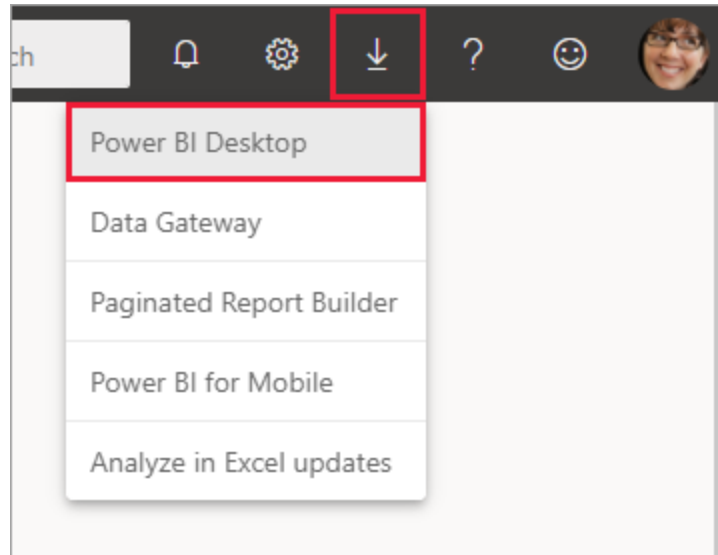 ch
?
Power BI Desktop
Data Gateway
Paginated Report Builder
Power BI for Mobile
Analyze in Excel updates